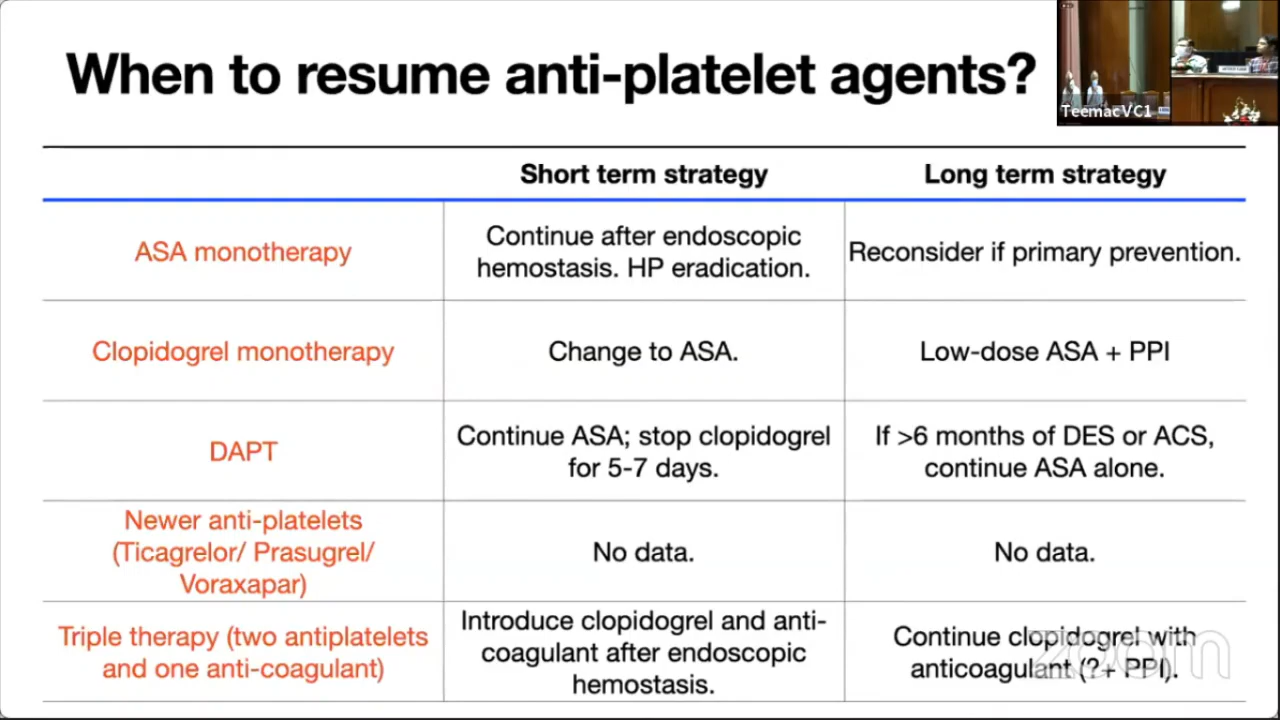 When to resume anti-platelet agents?
TeemacVC1
Short term strategy
Long term strategy
ASA monotherapy
Continue after endoscopic
hemostasis. HP eradication.
Reconsider if primary prevention.
Clopidogrel monotherapy
Change to ASA.
Low-dose ASA + PPI
DAPT
Continue ASA; stop clopidogrel
for 5-7 days.
If >6 months of DES or ACS,
continue ASA alone.
Newer anti-platelets
(Ticagrelor/ Prasugrel/
Voraxapar)
No data.
No data.
Triple therapy (two antiplatelets
and one anti-coagulant)
Introduce clopidogrel and anti-
coagulant after endoscopic
hemostasis.
Continue clopidogrel with
anticoagulant (?+ PPI).
zoom